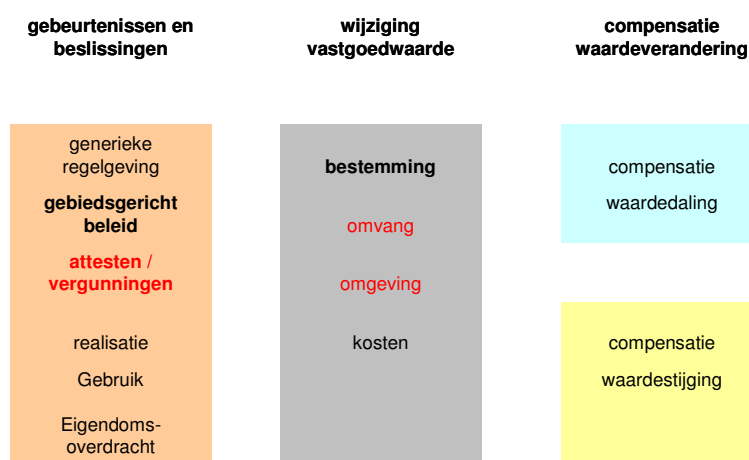 gebeurtenissen en
beslissingen
wijziging
vastgoedwaarde
compensatie
waardeverandering
generieke
regelgeving
gebiedsgericht
beleid
attesten /
vergunningen
realisatie
Gebruik
Eigendoms-
overdracht
bestemming
omvang
omgeving
kosten
compensatie
waardedaling
compensatie
waardestijging